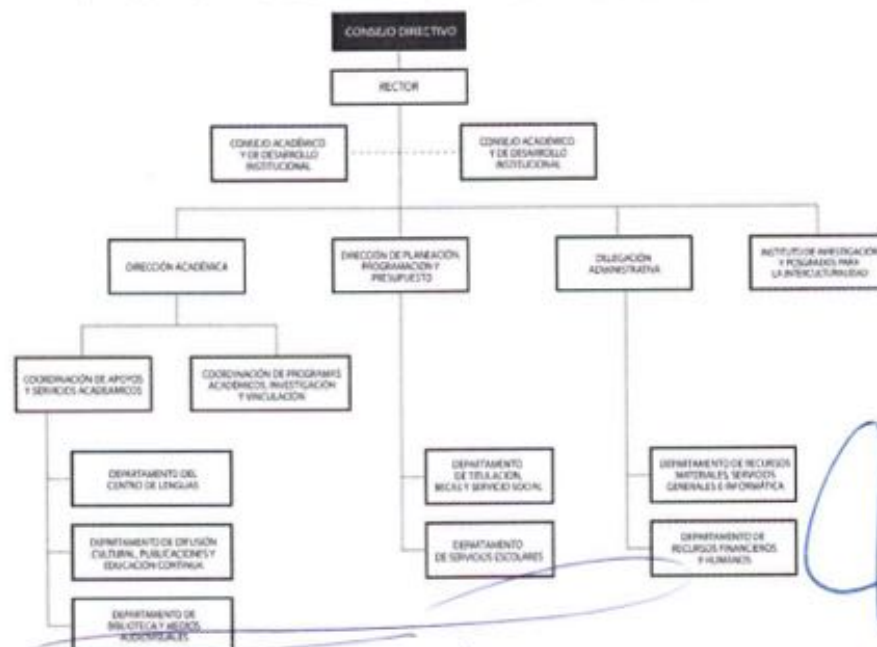 CONSEJO DIRECTIVO
RECTOR
CONSEJO ACADÉMICO
Y DE DESARROLLO
INSTITUCIONAL
CONSEJO ACADÉMICO
Y DE DESARROLLO
INSTITUCIONAL
DIRECCIÓN ACADÉMICA
DIRECCIÓN DE PLANEACIÓN,
PROGRAMACIÓN Y
PRESUPUESTO
DELEGACIÓN
ADMINISTRATIVA
INSTITUTO DE INVESTIGACIÓN
Y POSGRADOS PARA
LA INTERCULTURALIDAD
COORDINACIÓN DE APOYOS
Y SERVICIOS ACADÉAMICOS
COORDINACIÓN DE PROGRAMAS
ACADÉMICOS, INVESTIGACIÓN
Y VINCULACIÓN
DEPARTAMENTO DEL
CENTRO DE LENGUAS
DEPARTAMENTO
DE TITULACIÓN,
BECAS Y SERVICIO SOCIAL
DEPARTAMENTO DE RECURSOS
MATERIALES, SERVICIOS
GENERALES E INFORMÁTICA
DEPARTAMENTO DE DIFUSIÓN
CULTURAL, PUBLICACIONES Y
EDUCACIÓN CONTINUA
DEPARTAMENTO
DE SERVICIOS ESCOLARES
DEPARTAMENTO DE
RECURSOS FINANCIEROS
Y HUMANOS
DEPARTAMENTO DE
BIBLIOTECA Y MEDIOS
AUDIOVISUALES